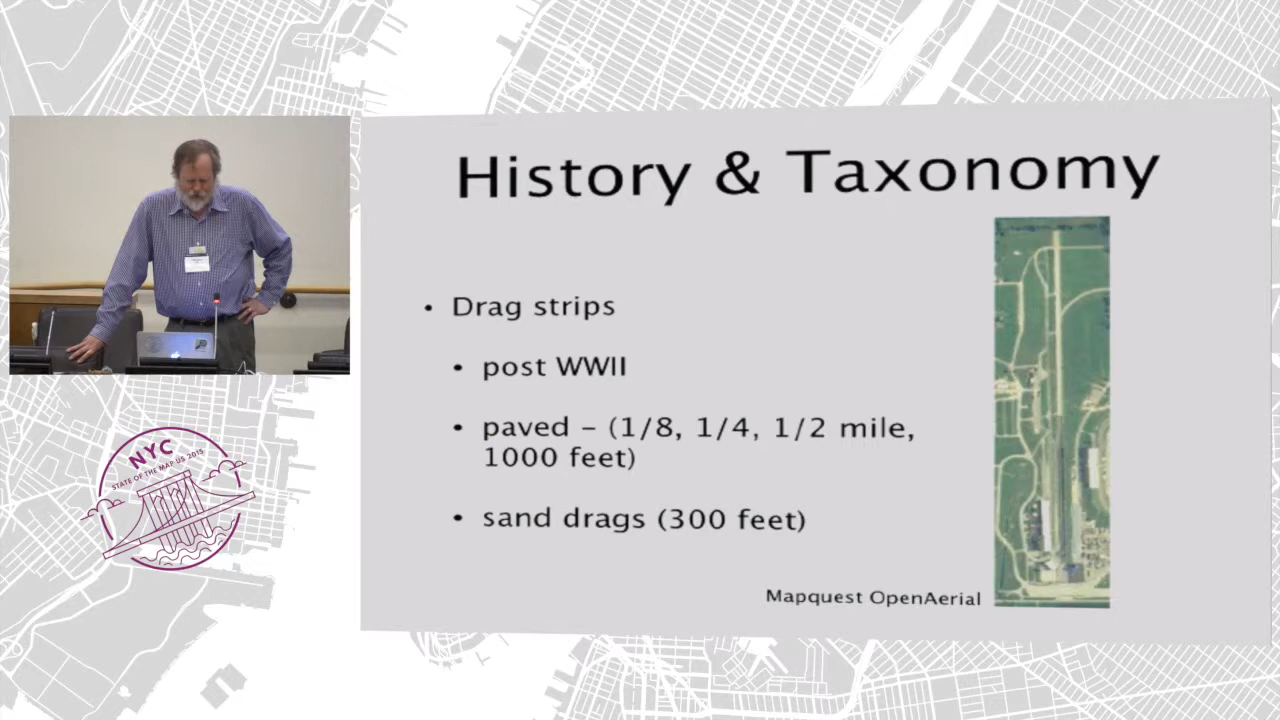 History & Taxonomy
• Drag strips
• post WWII
• paved – (1/8, 1/4, 1/2 mile,
1000 feet)
• sand drags (300 feet)
Mapquest OpenAerial
NYC
STATE OF THE MAP US 2015